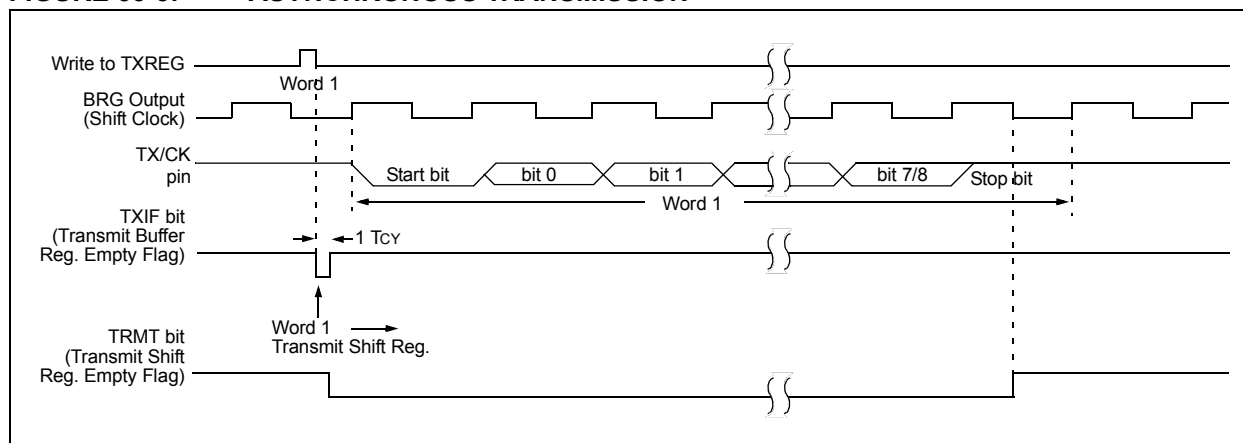 Write to TXREG
Word 1
BRG Output
(Shift Clock)
TX/CK
pin
Start bit
bit 0
bit 1
bit 7/8
Stop bit
Word 1
TXIF bit
(Transmit Buffer
Reg. Empty Flag)
1 TCY
Word 1
Transmit Shift Reg.
TRMT bit
(Transmit Shift
Reg. Empty Flag)